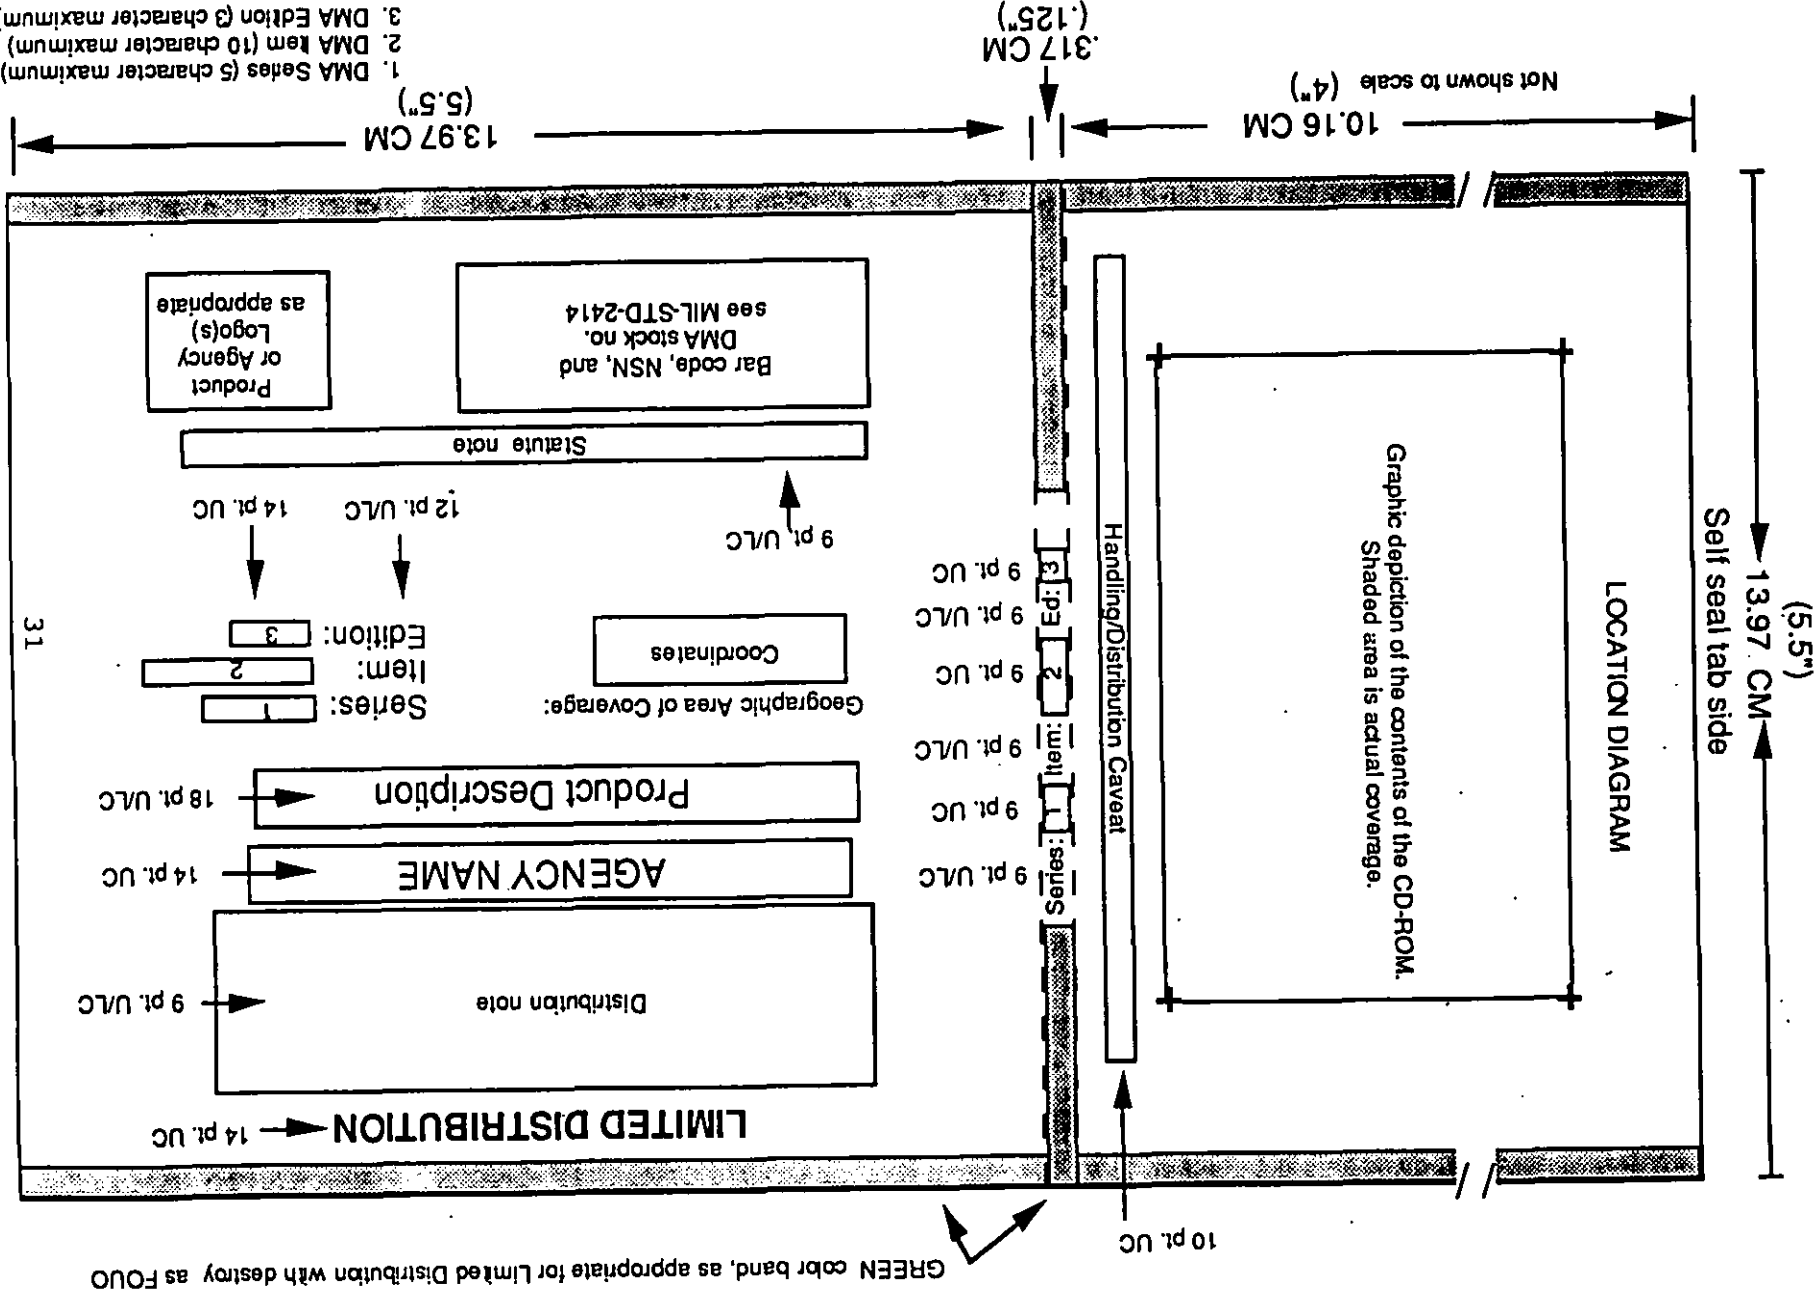 GREEN color band, as appropriate for Limited Distribution with destroy as FOUO
10 pt. UC
LIMITED DISTRIBUTION
14 pt. UC
Distribution note
9 pt. U/LC
AGENCY NAME
14 pt. UC
Product Description
18 pt. U/LC
Geographic Area of Coverage:
Coordinates
Series: 1
Item: 2
Edition: 3
12 pt. U/LC
14 pt. UC
9 pt. U/LC
Statute note
Bar code, NSN, and
DMA stock no.
see MIL-STD-2414
Product
or Agency
Logo(s)
as appropriate
Series: 1 Item: 2 Ed: 3
9 pt. U/LC
9 pt. UC
9 pt. U/LC
9 pt. UC
9 pt. U/LC
9 pt. UC
Handling/Distribution Caveat
Graphic depiction of the contents of the CD-ROM.
Shaded area is actual coverage.
LOCATION DIAGRAM
Self seal tab side
13.97 CM
(5.5")
10.16 CM
(4")
Not shown to scale
.317 CM
(.125")
13.97 CM
(5.5")
1. DMA Series (5 character maximum)
2. DMA Item (10 character maximum)
3. DMA Edition (3 character maximum)
31